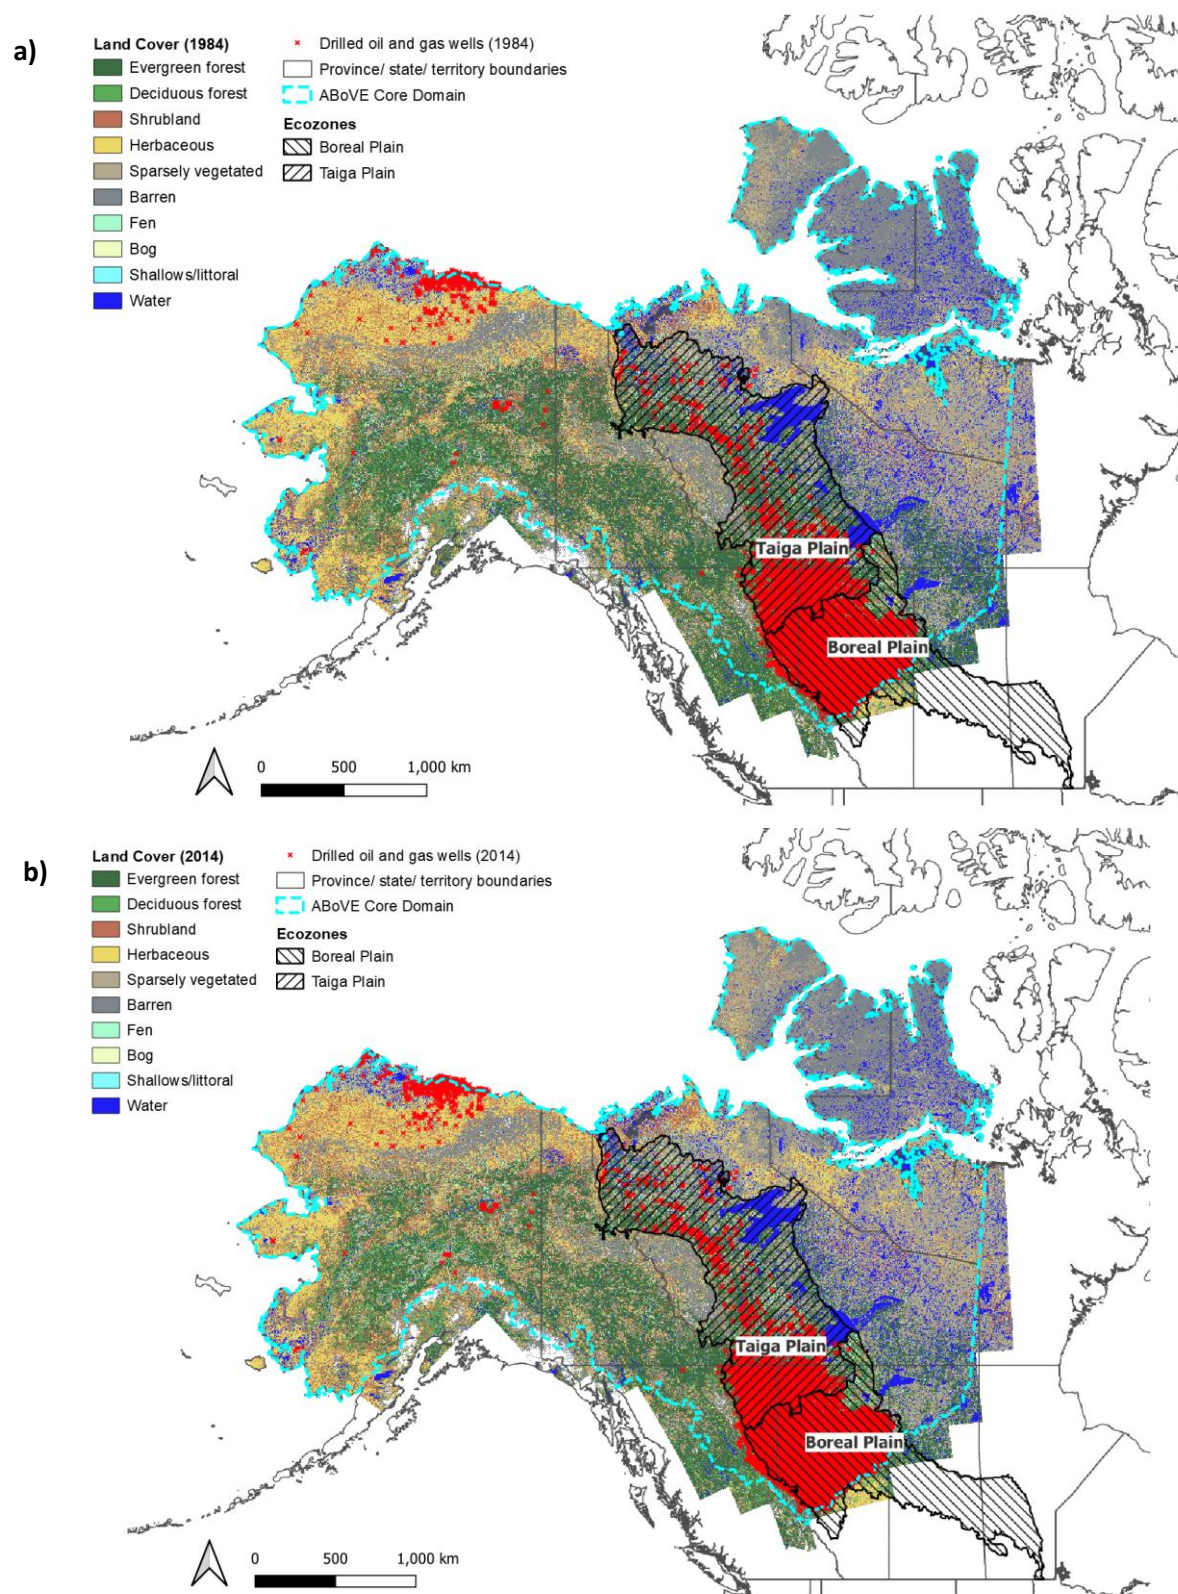 a)
Land Cover (1984)
Evergreen forest
Deciduous forest
Shrubland
Herbaceous
Sparsely vegetated
Barren
Fen
Bog
Shallows/littoral
Water
Drilled oil and gas wells (1984)
Province/ state/ territory boundaries
ABoVE Core Domain
Ecozones
Boreal Plain
Taiga Plain
Taiga Plain
Boreal Plain
0 500 1,000 km
b)
Land Cover (2014)
Evergreen forest
Deciduous forest
Shrubland
Herbaceous
Sparsely vegetated
Barren
Fen
Bog
Shallows/littoral
Water
Drilled oil and gas wells (2014)
Province/ state/ territory boundaries
ABoVE Core Domain
Ecozones
Boreal Plain
Taiga Plain
Taiga Plain
Boreal Plain
0 500 1,000 km